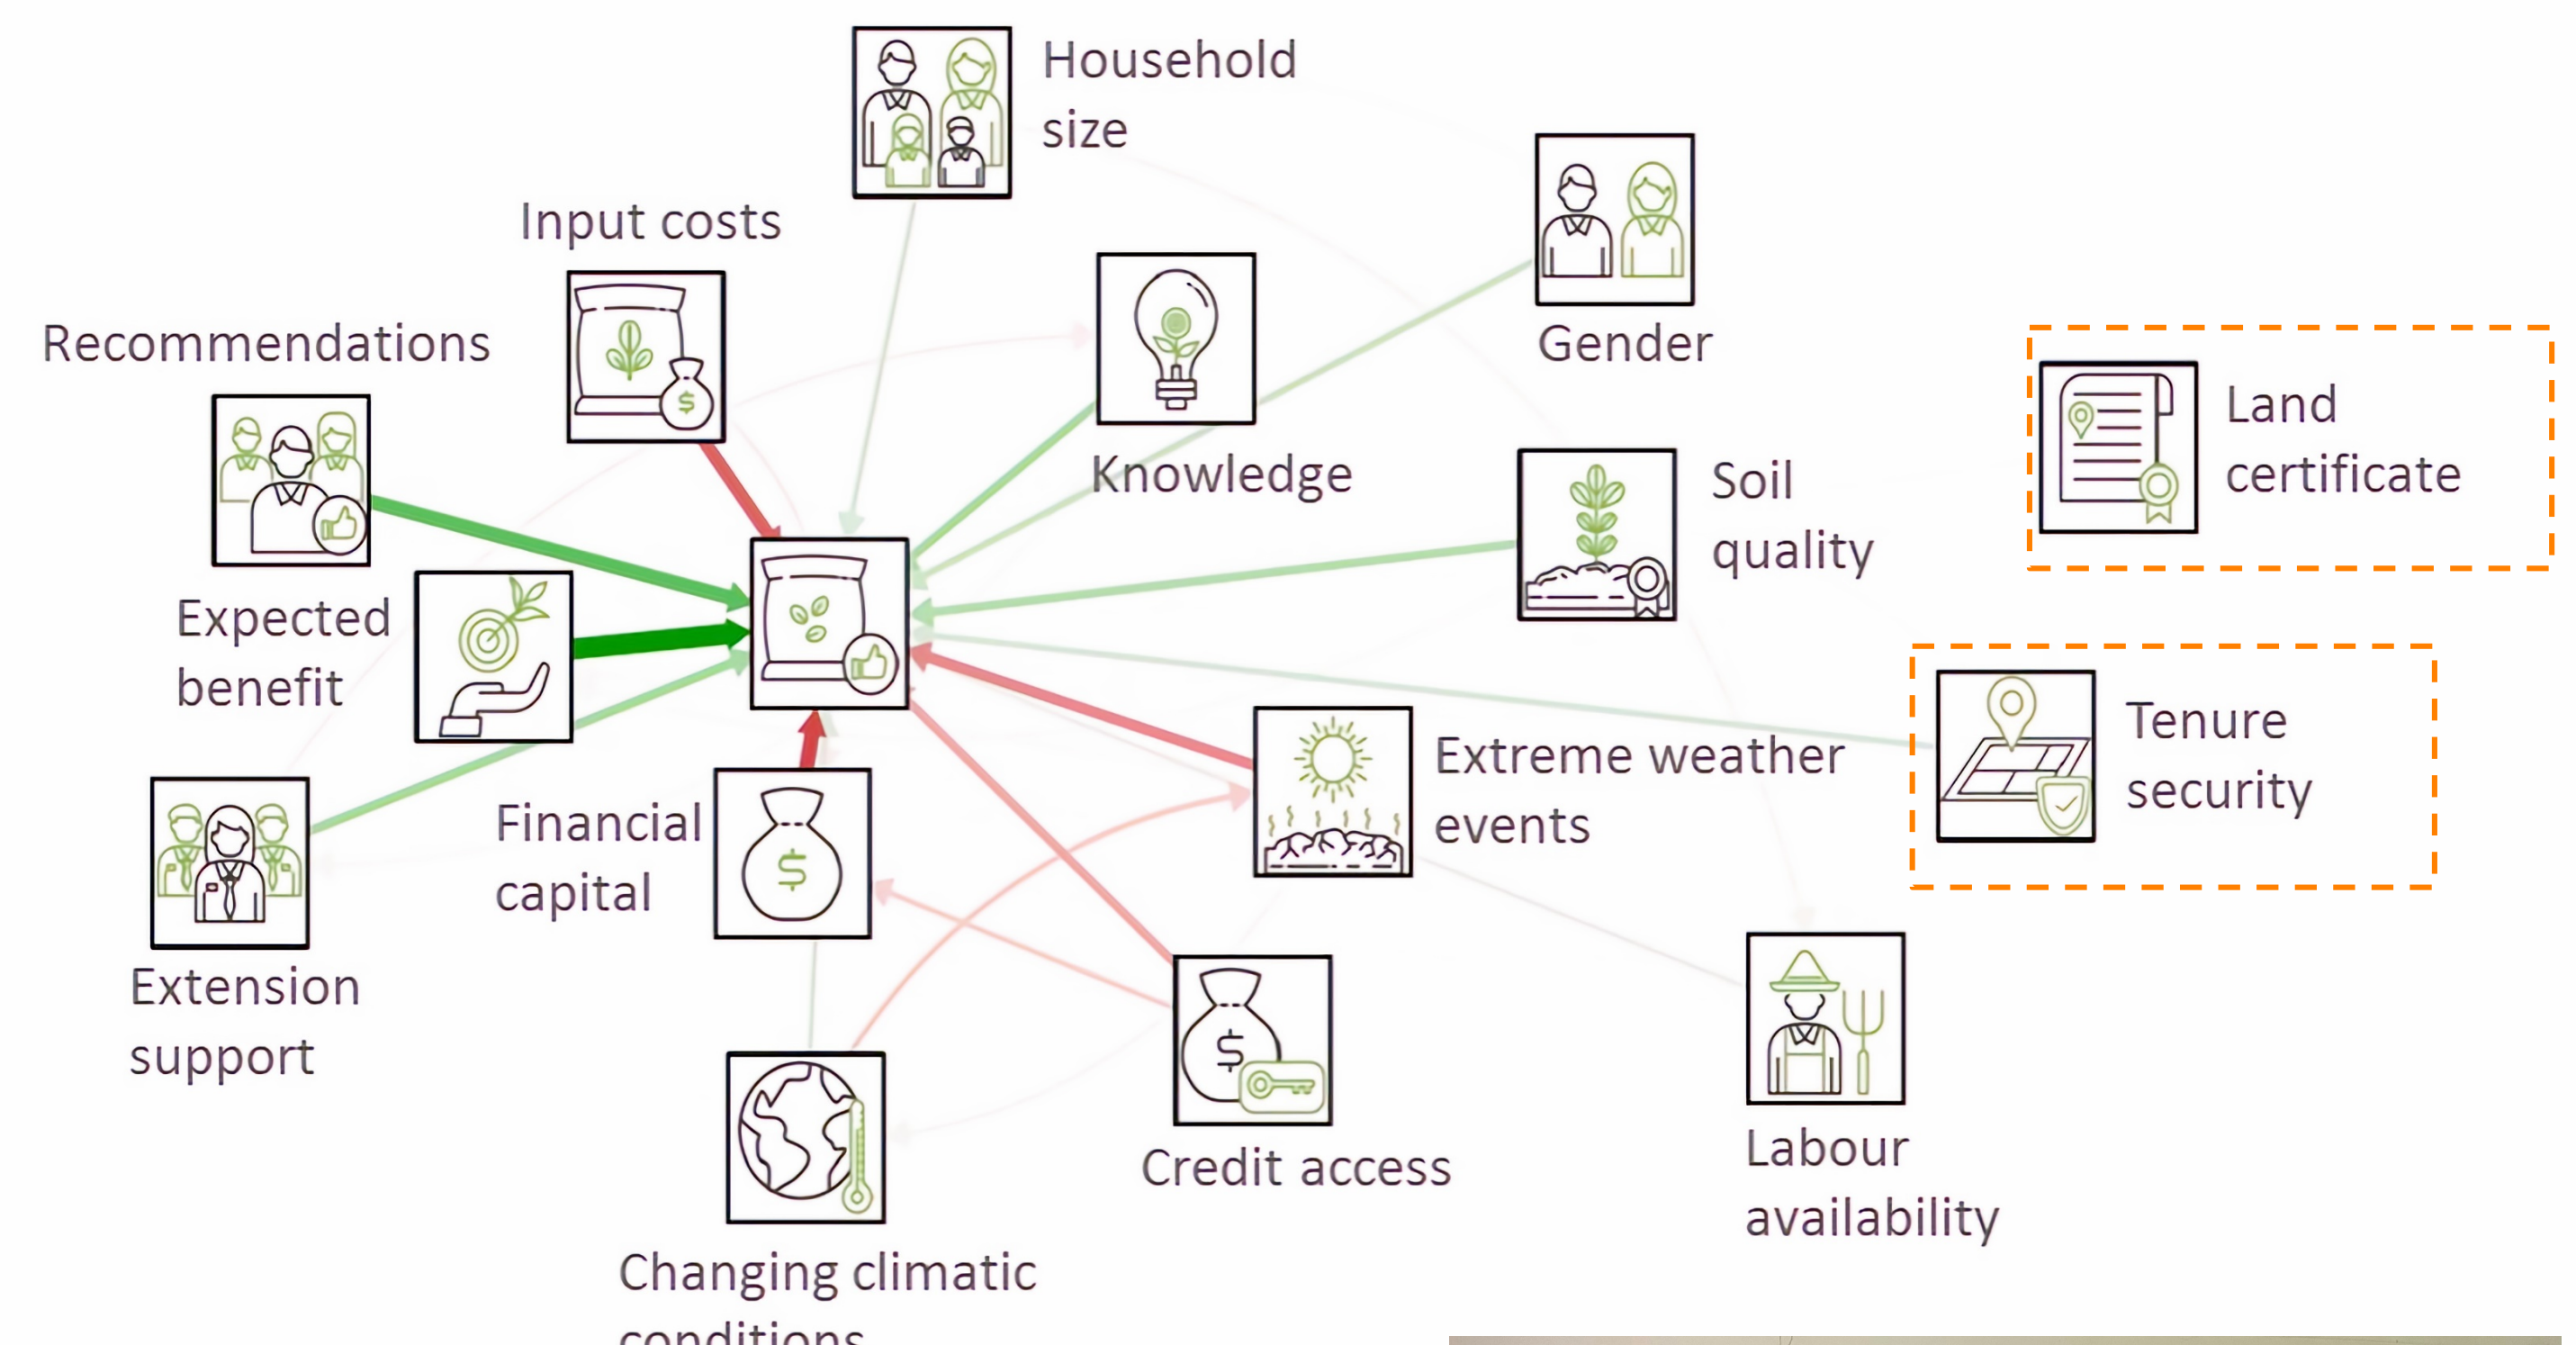 Household
size
Input costs
Recommendations
Gender
Knowledge
Land
certificate
Soil
quality
Expected
benefit
Tenure
security
Extreme weather
events
Financial
capital
Extension
support
Credit access
Labour
availability
Changing climatic
conditions